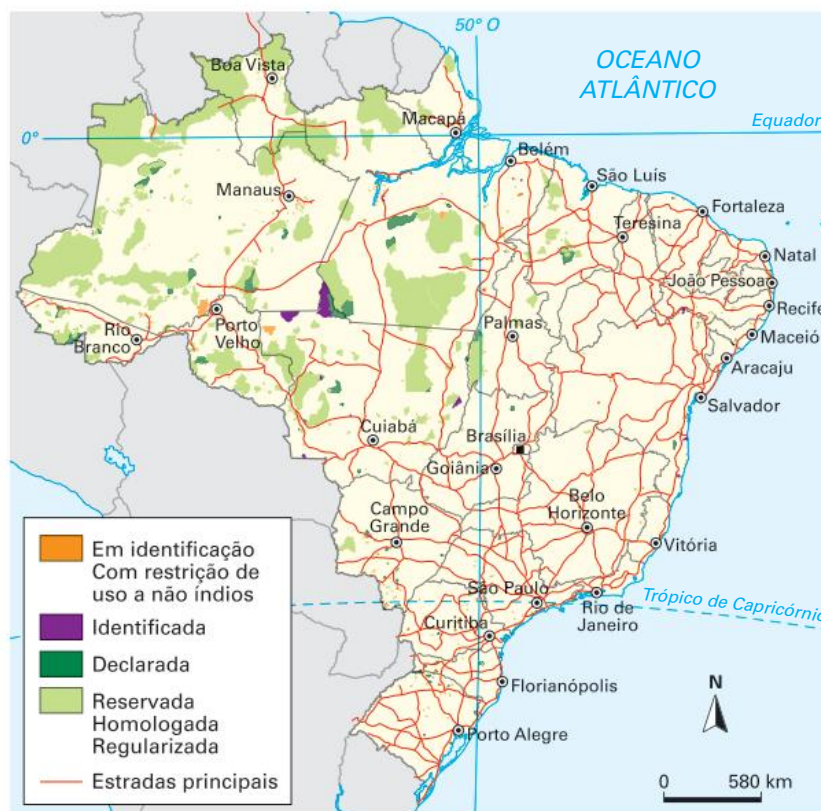 50° O
OCEANO
ATLÂNTICO
Boa Vista
Equador
0°
Macapá
Belém
São Luís
Manaus
Fortaleza
Teresina
Natal
João Pessoa
Recife
Porto
Velho
Rio
Branco
Palmas
Maceió
Aracaju
Salvador
Cuiabá
Brasília
Goiânia
Belo
Horizonte
Campo
Grande
Vitória
São Paulo
Rio de
Janeiro
Trópico de Capricórnio
Curitiba
Florianópolis
Porto Alegre
N
0 580 km
Em identificação
Com restrição de
uso a não índios
Identificada
Declarada
Reservada
Homologada
Regularizada
Estradas principais